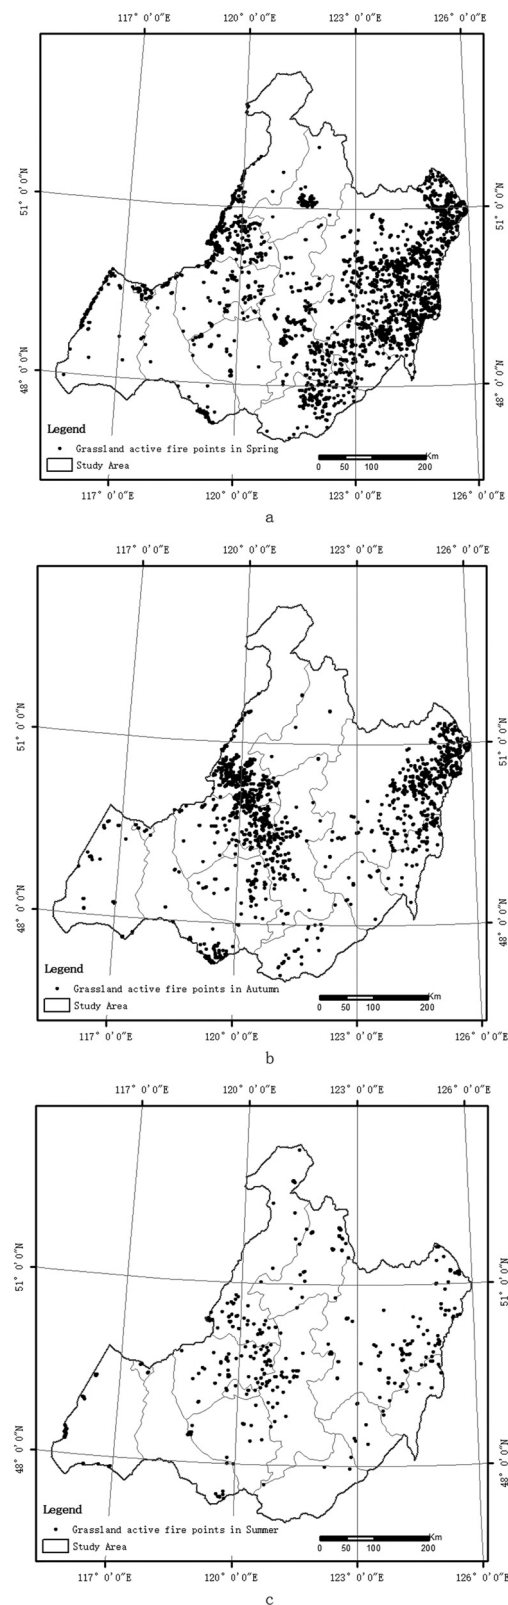 117° 0′0″E 120° 0′0″E 123° 0′0″E 126° 0′0″E
51° 0′0″N
51° 0′0″N
48° 0′0″N
48° 0′0″N
Legend
Grassland active fire points in Spring
Study Area
Km
0 50 100 200
117° 0′0″E 120° 0′0″E 123° 0′0″E 126° 0′0″E
a
117° 0′0″E 120° 0′0″E 123° 0′0″E 126° 0′0″E
51° 0′0″N
51° 0′0″N
48° 0′0″N
48° 0′0″N
Legend
Grassland active fire points in Autumn
Study Area
Km
0 50 100 200
117° 0′0″E 120° 0′0″E 123° 0′0″E 126° 0′0″E
b
117° 0′0″E 120° 0′0″E 123° 0′0″E 126° 0′0″E
51° 0′0″N
51° 0′0″N
48° 0′0″N
48° 0′0″N
Legend
Grassland active fire points in Summer
Study Area
Km
0 50 100 200
117° 0′0″E 120° 0′0″E 123° 0′0″E 126° 0′0″E
c